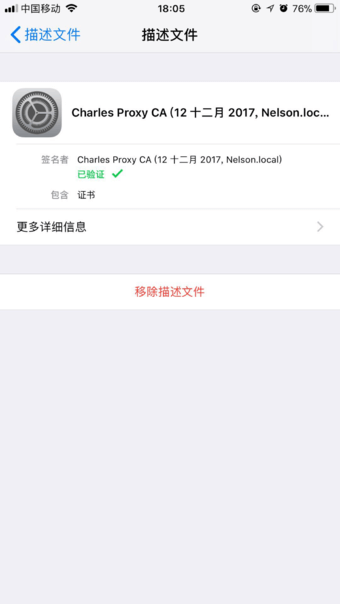 中国移动 18:05 76%
描述文件 描述文件
Charles Proxy CA (12 十二月 2017, Nelson.loc...
签名者 Charles Proxy CA (12 十二月 2017, Nelson.local)
已验证
包含 证书
更多详细信息
移除描述文件